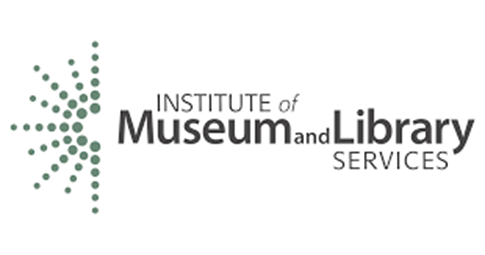 INSTITUTE of
Museum and Library
SERVICES